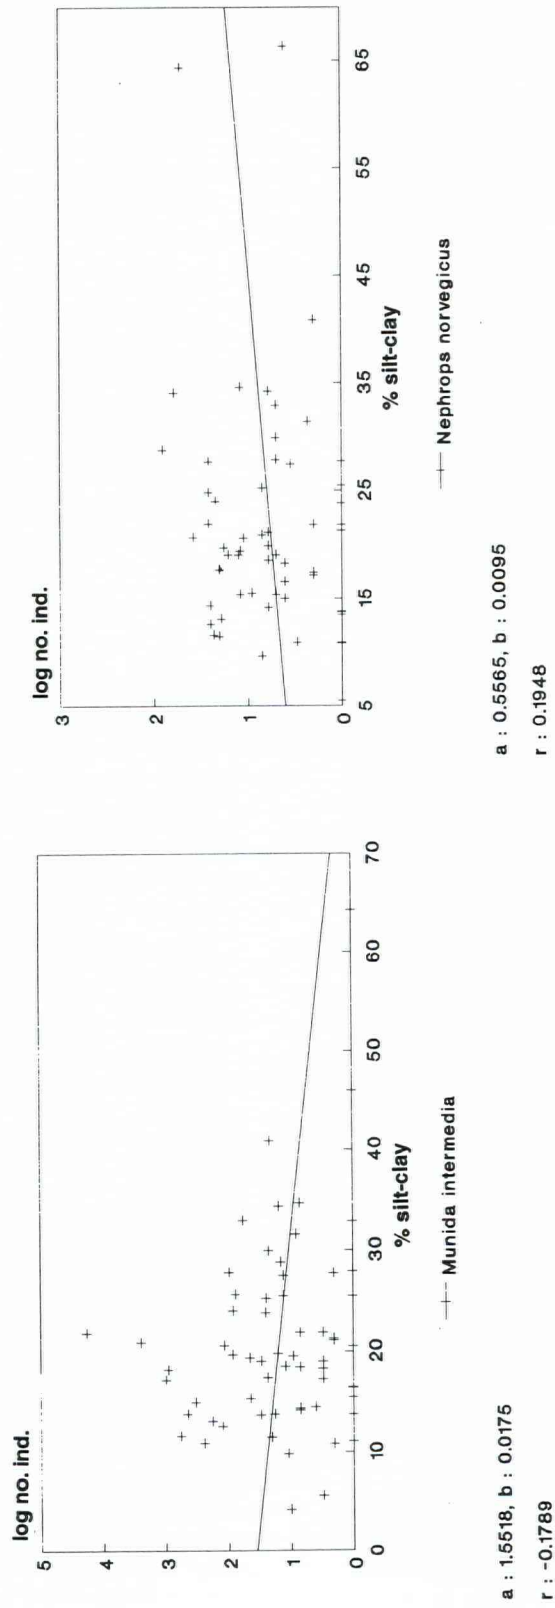 log no. ind.
5
4
3
2
1
0
0 10 20 30 40 50 60 70
% silt-clay
Munida intermedia
a : 1.5518, b : 0.0175
r : -0.1789
log no. ind.
3
2
1
0
5 15 25 35 45 55 65
% silt-clay
Nephrops norvegicus
a : 0.5565, b : 0.0095
r : 0.1948